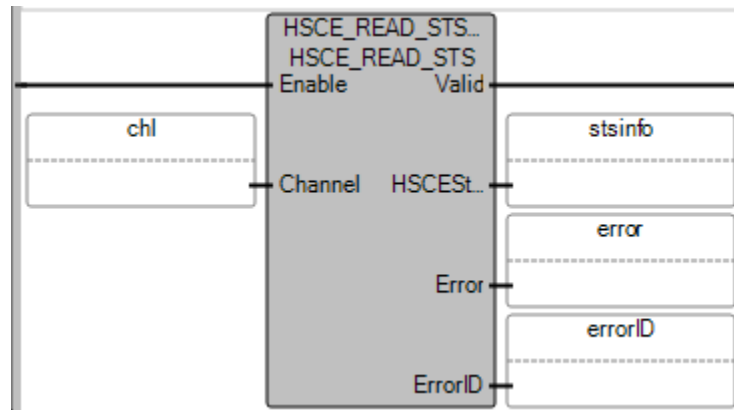 HSCE_READ_STS...
HSCE_READ_STS
Enable Valid
chl stsinfo
Channel HSCESt...
error
Error
errorID
ErrorID